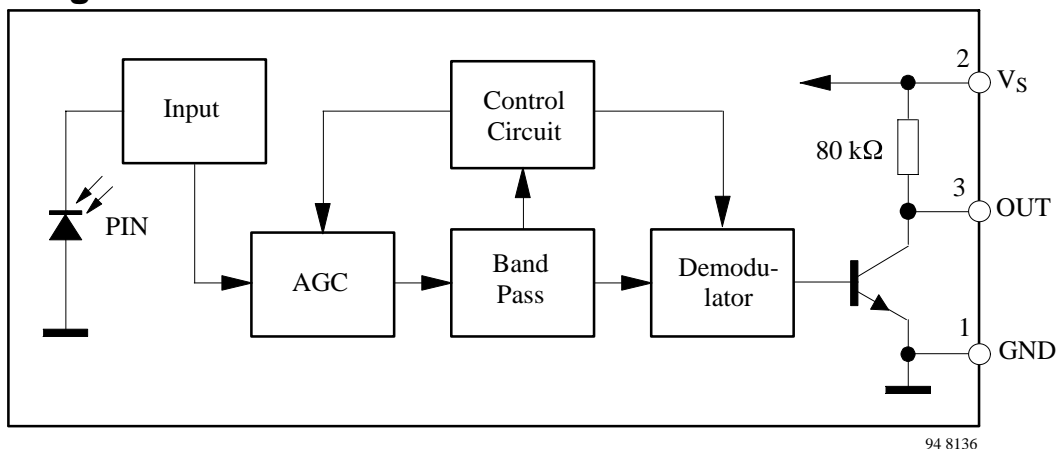 Input
PIN
AGC
Control
Circuit
Band
Pass
Demodu-
lator
80 kΩ
2
VS
3
OUT
1
GND
94 8136